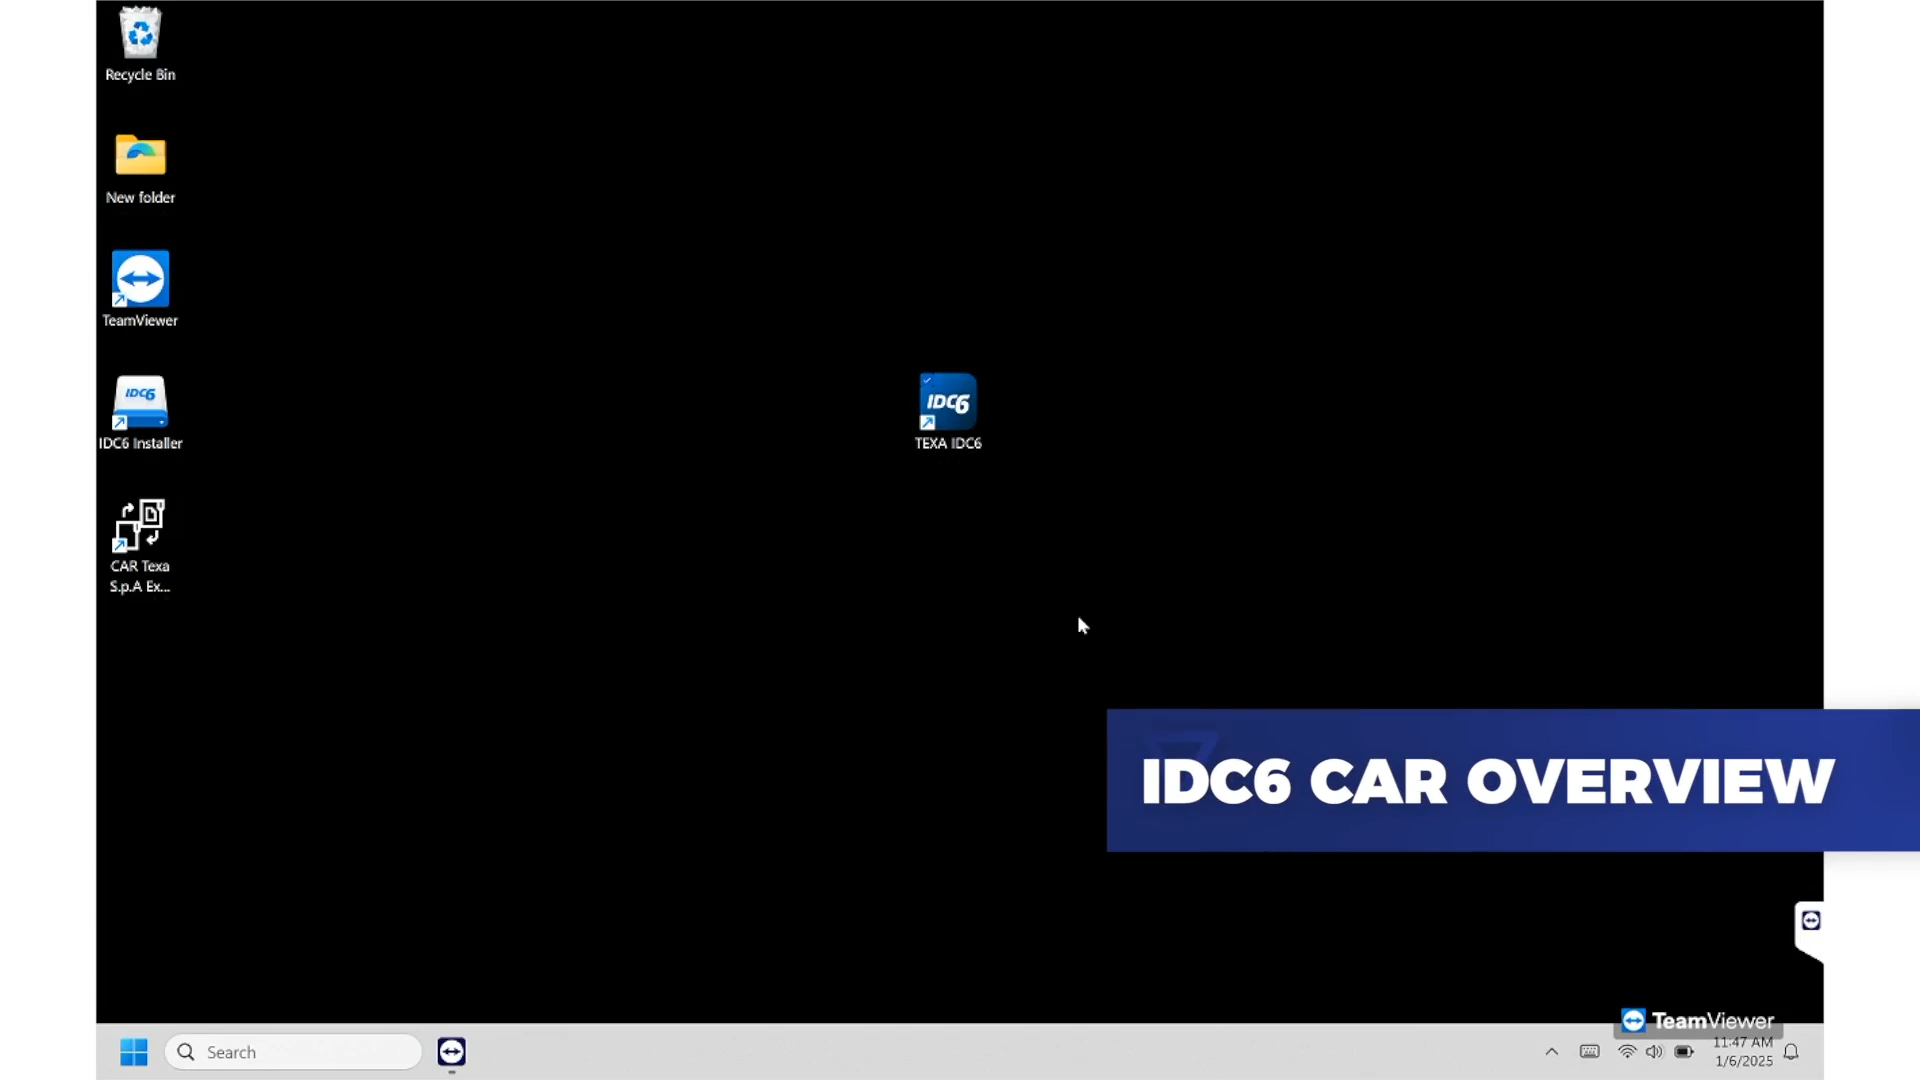 Recycle Bin
New folder
TeamViewer
IDC6
IDC6 Installer
CAR Texa
S.p.A Ex...
IDC6
TEXA IDC6
IDC6 CAR OVERVIEW
TeamViewer
Search
11:47 AM
1/6/2025